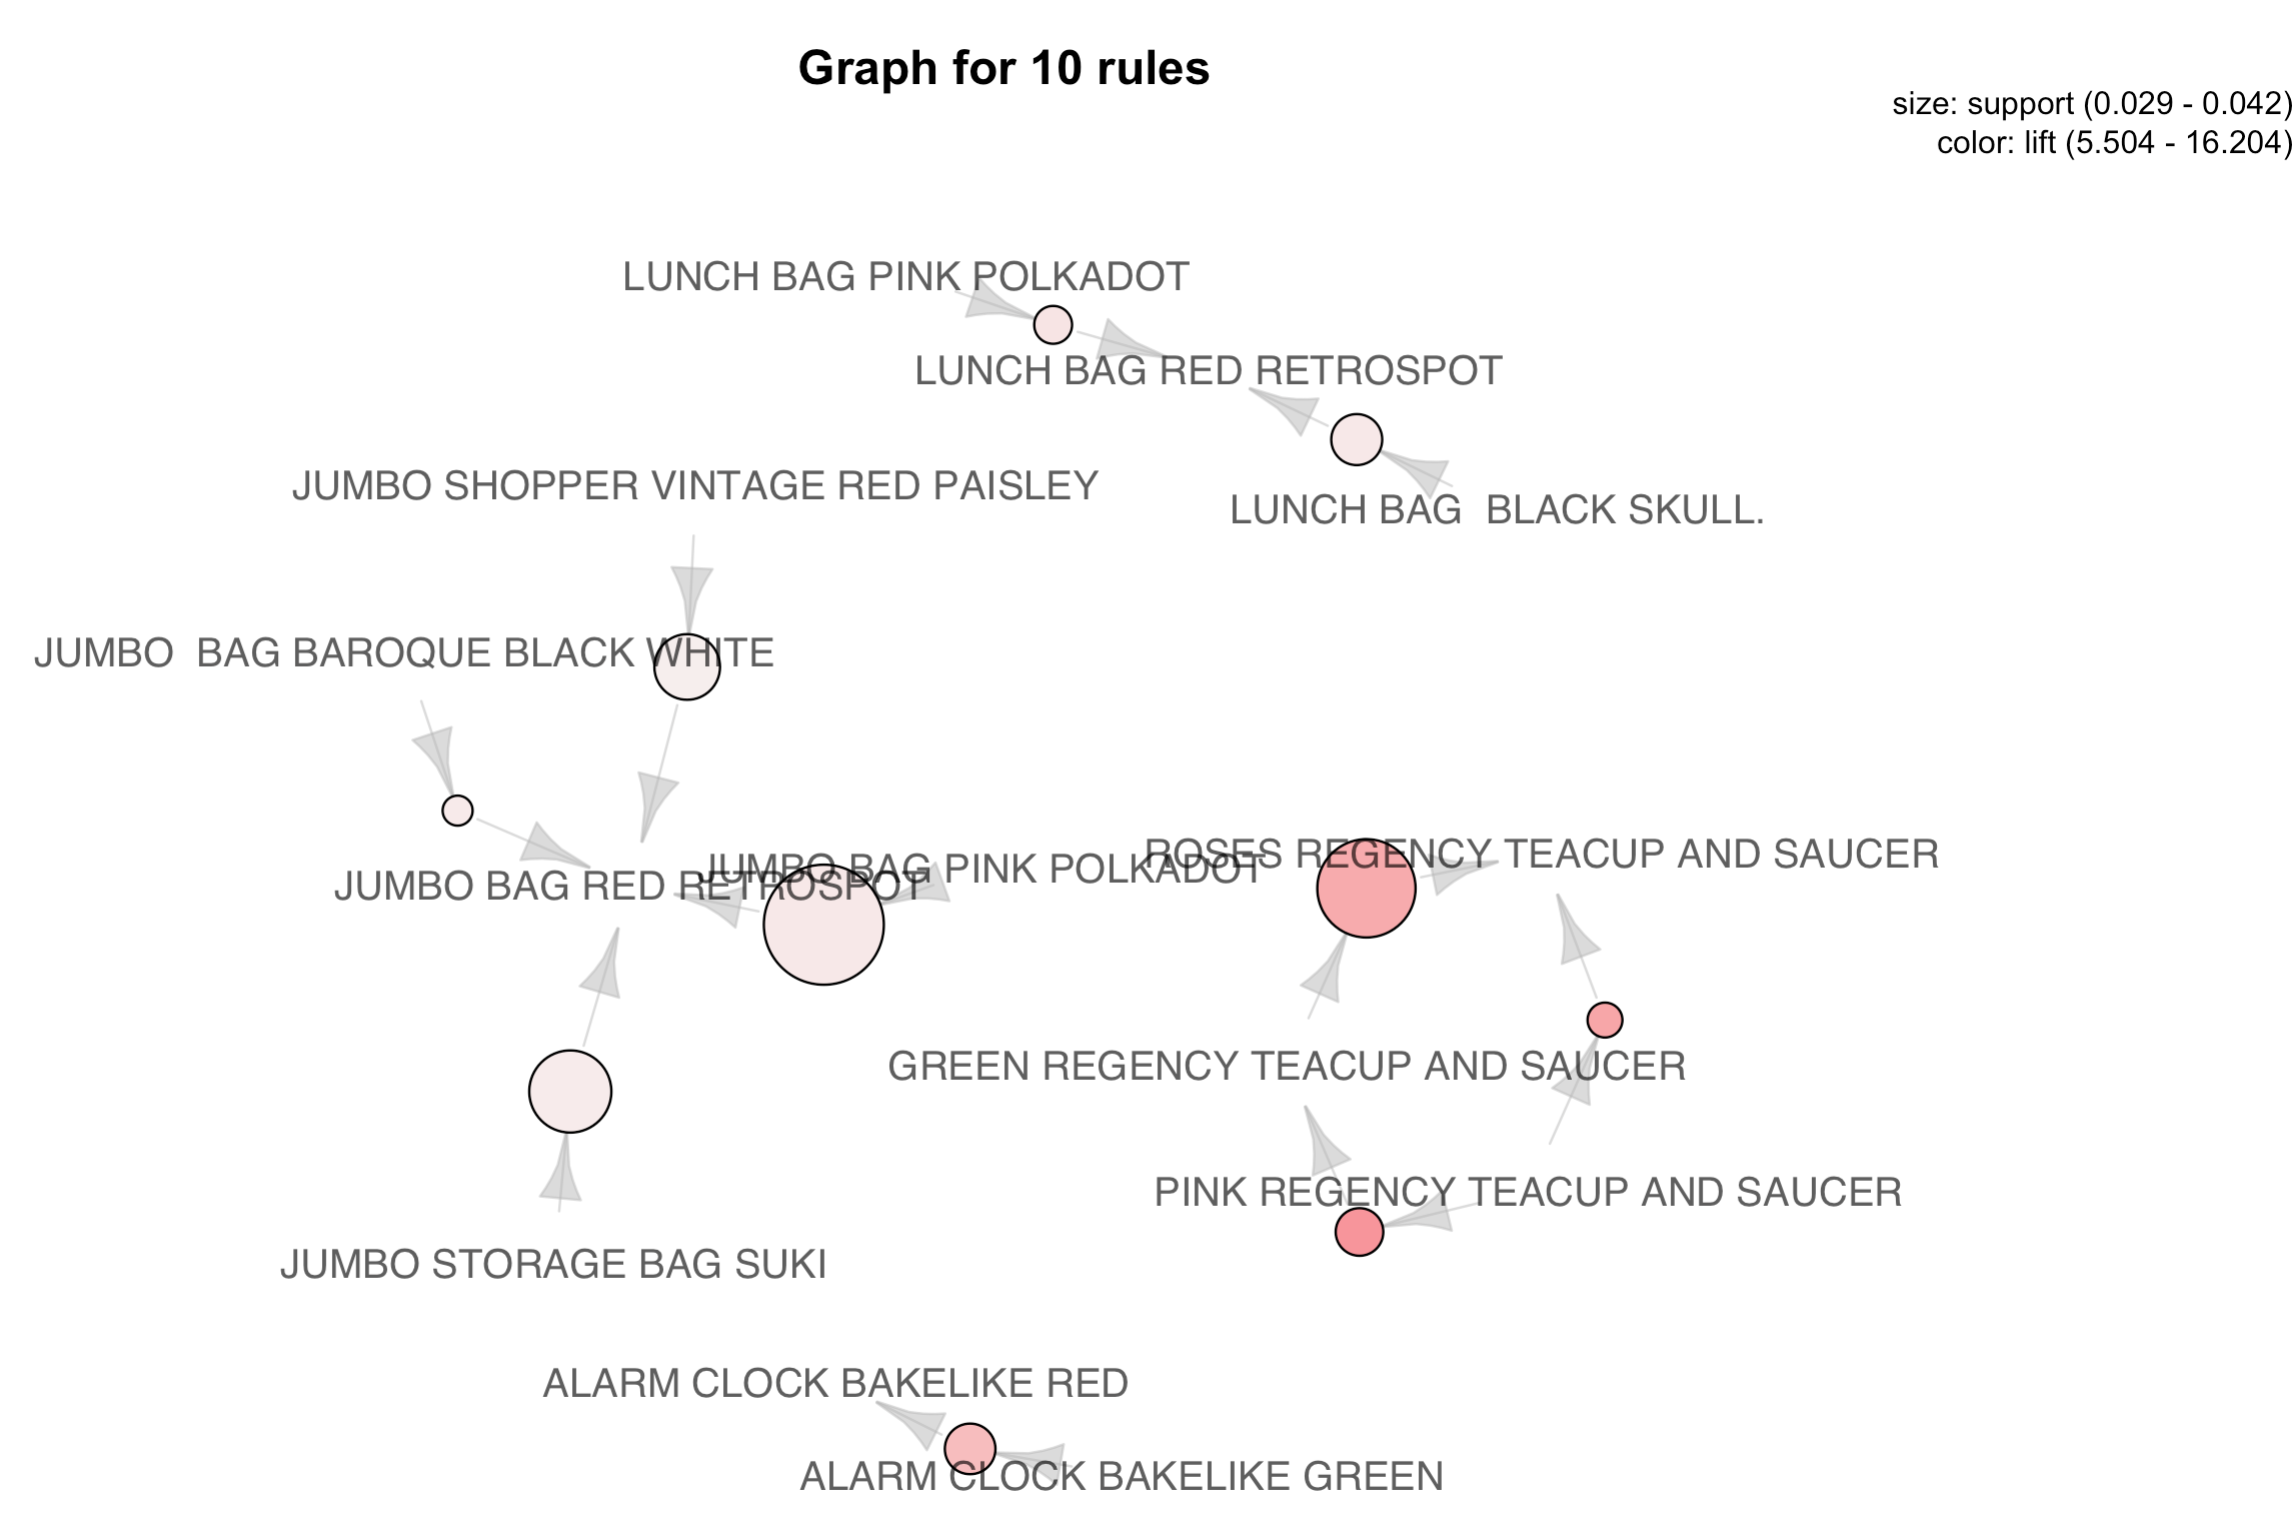 Graph for 10 rules
size: support (0.029 - 0.042)
color: lift (5.504 - 16.204)
LUNCH BAG PINK POLKADOT
LUNCH BAG RED RETROSPOT
JUMBO SHOPPER VINTAGE RED PAISLEY
LUNCH BAG  BLACK SKULL.
JUMBO  BAG BAROQUE BLACK WHITE
ROSES REGENCY TEACUP AND SAUCER
JUMBO BAG PINK POLKADOT
JUMBO BAG RED RETROSPOT
GREEN REGENCY TEACUP AND SAUCER
PINK REGENCY TEACUP AND SAUCER
JUMBO STORAGE BAG SUKI
ALARM CLOCK BAKELIKE RED
ALARM CLOCK BAKELIKE GREEN